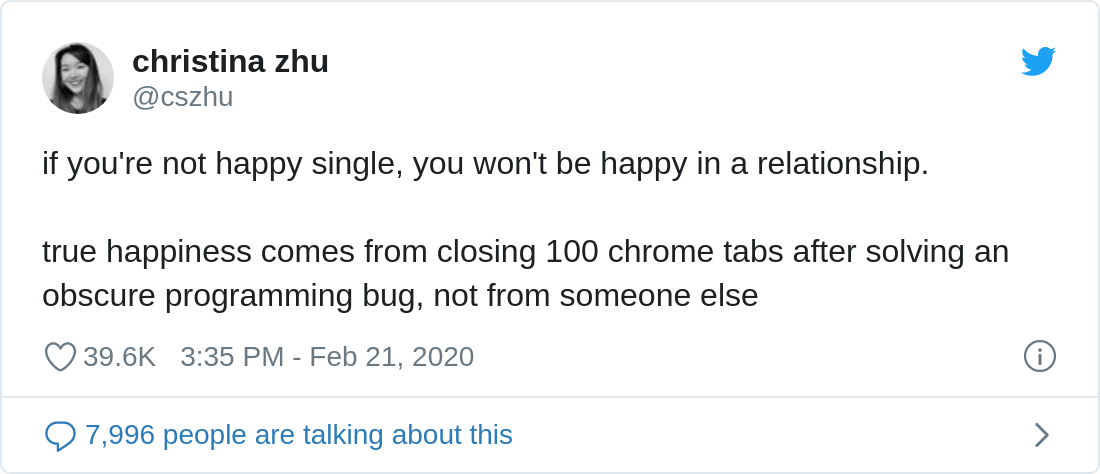 christina zhu
@cszhu
if you're not happy single, you won't be happy in a relationship.
true happiness comes from closing 100 chrome tabs after solving an
obscure programming bug, not from someone else
39.6K 3:35 PM - Feb 21, 2020
7,996 people are talking about this